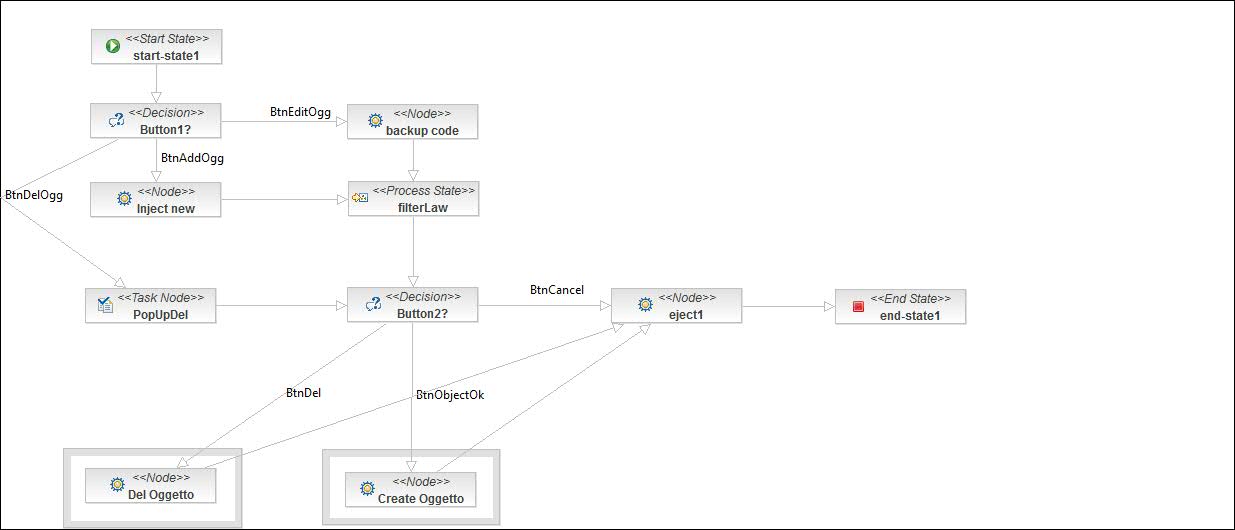 <<Start State>>
start-state1
<<Decision>>
Button1?
BtnEditOgg
<<Node>>
backup code
BtnAddOgg
BtnDelOgg
<<Node>>
Inject new
<<Process State>>
filterLaw
<<Task Node>>
PopUpDel
<<Decision>>
Button2?
BtnCancel
<<Node>>
eject1
<<End State>>
end-state1
BtnDel
BtnObjectOk
<<Node>>
Del Oggetto
<<Node>>
Create Oggetto